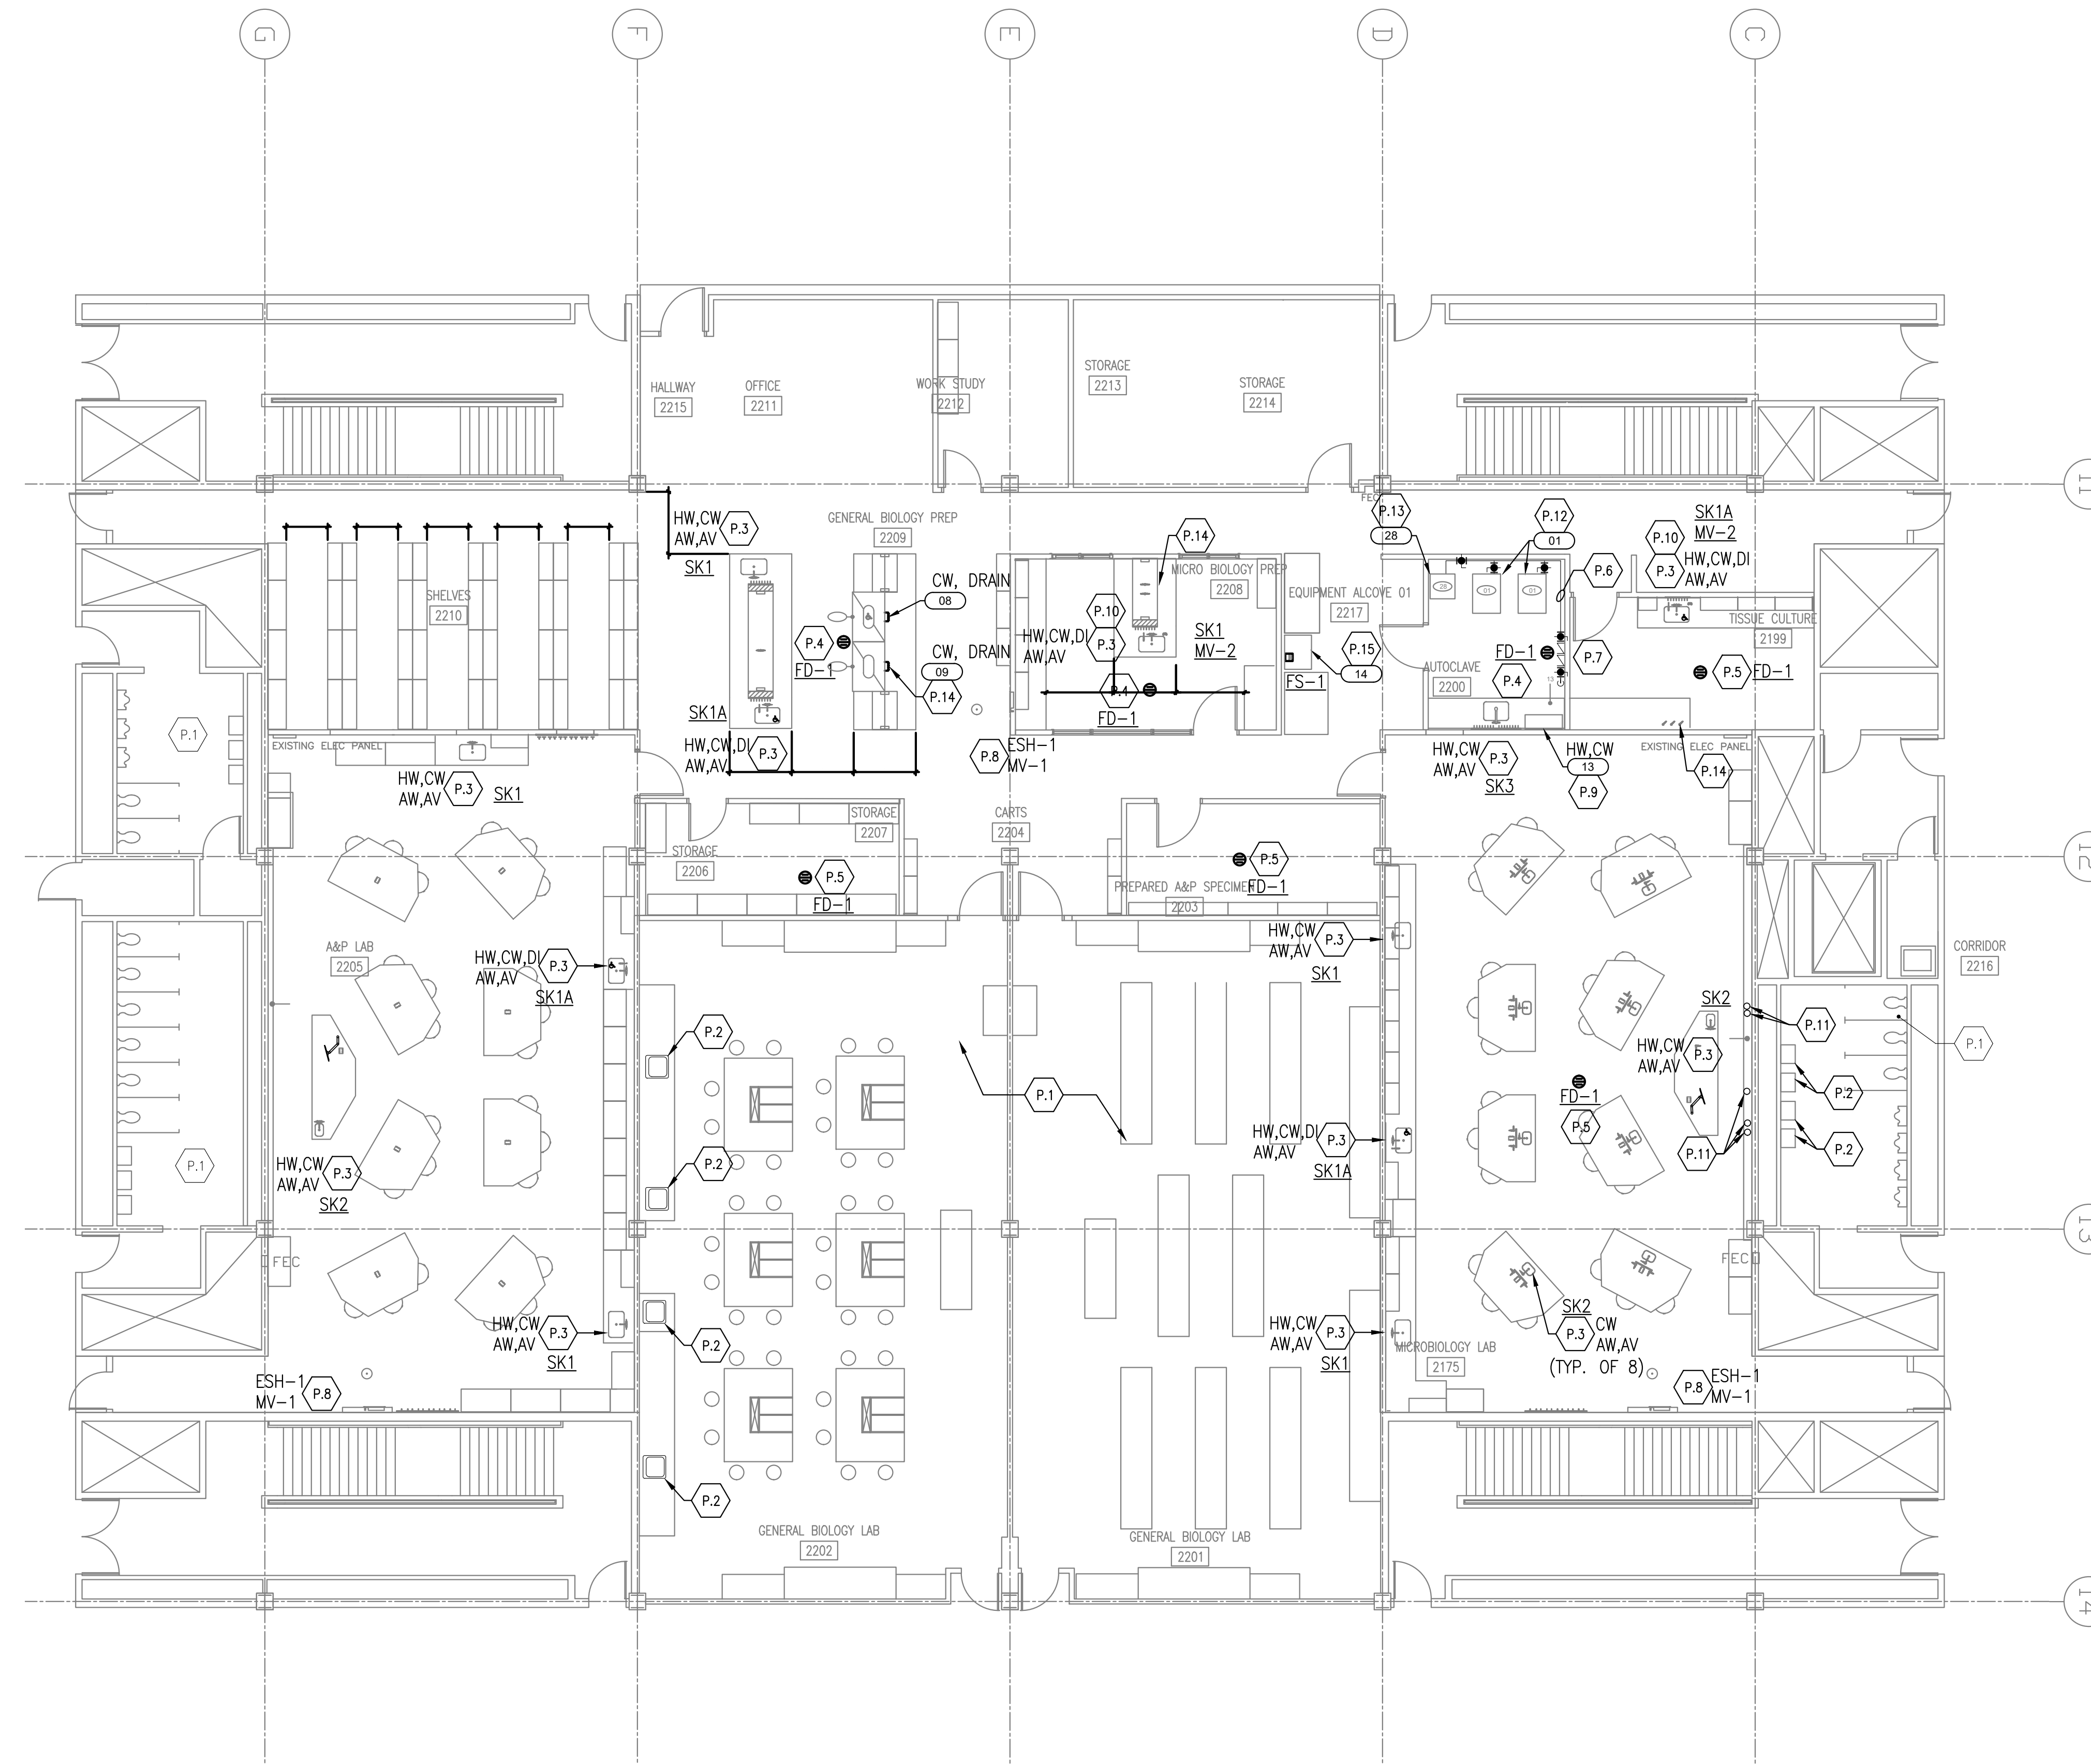 G
F
E
D
C
HALLWAY
2215
OFFICE
2211
WORK STUDY
2212
STORAGE
2213
STORAGE
2214
11
FEC
HW,CW
AW,AV
P.3
SK1
GENERAL BIOLOGY PREP
2209
P.14
P.13
28
P.12
01
P.10
SK1A
MV-2
P.3
HW,CW,DI
AW,AV
P.6
SHELVES
2210
CW, DRAIN
08
P.4
FD-1
CW, DRAIN
09
P.14
MICRO BIOLOGY PREP
2208
P.10
HW,CW,DI
AW,AV
P.3
SK1
MV-2
P.4
FD-1
EQUIPMENT ALCOVE 01
2217
P.15
14
FS-1
28
01
01
FD-1
P.7
AUTOCLAVE
2200
P.4
13
TISSUE CULTURE
2199
P.5
FD-1
SK1A
HW,CW,DI
AW,AV
P.3
P.8
ESH-1
MV-1
P.1
EXISTING ELEC PANEL
HW,CW
AW,AV
P.3
SK1
HW,CW
AW,AV
P.3
SK3
HW,CW
13
P.9
EXISTING ELEC PANEL
P.14
STORAGE
2207
STORAGE
2206
P.5
FD-1
CARTS
2204
P.5
FD-1
PREPARED A&P SPECIMEN
2203
12
A&P LAB
2205
HW,CW,DI
AW,AV
P.3
SK1A
HW,CW
AW,AV
P.3
SK1
CORRIDOR
2216
P.2
P.1
SK2
P.11
P.1
HW,CW
AW,AV
P.3
P.2
FD-1
P.5
P.11
P.2
P.1
HW,CW
AW,AV
P.3
SK2
P.2
HW,CW,DI
AW,AV
P.3
SK1A
13
FEC
FEC
HW,CW
AW,AV
P.3
SK1
P.2
HW,CW
AW,AV
P.3
SK1
MICROBIOLOGY LAB
2175
SK2
P.3
CW
AW,AV
(TYP. OF 8)
ESH-1
MV-1
P.8
P.8
ESH-1
MV-1
P.2
GENERAL BIOLOGY LAB
2202
GENERAL BIOLOGY LAB
2201
14